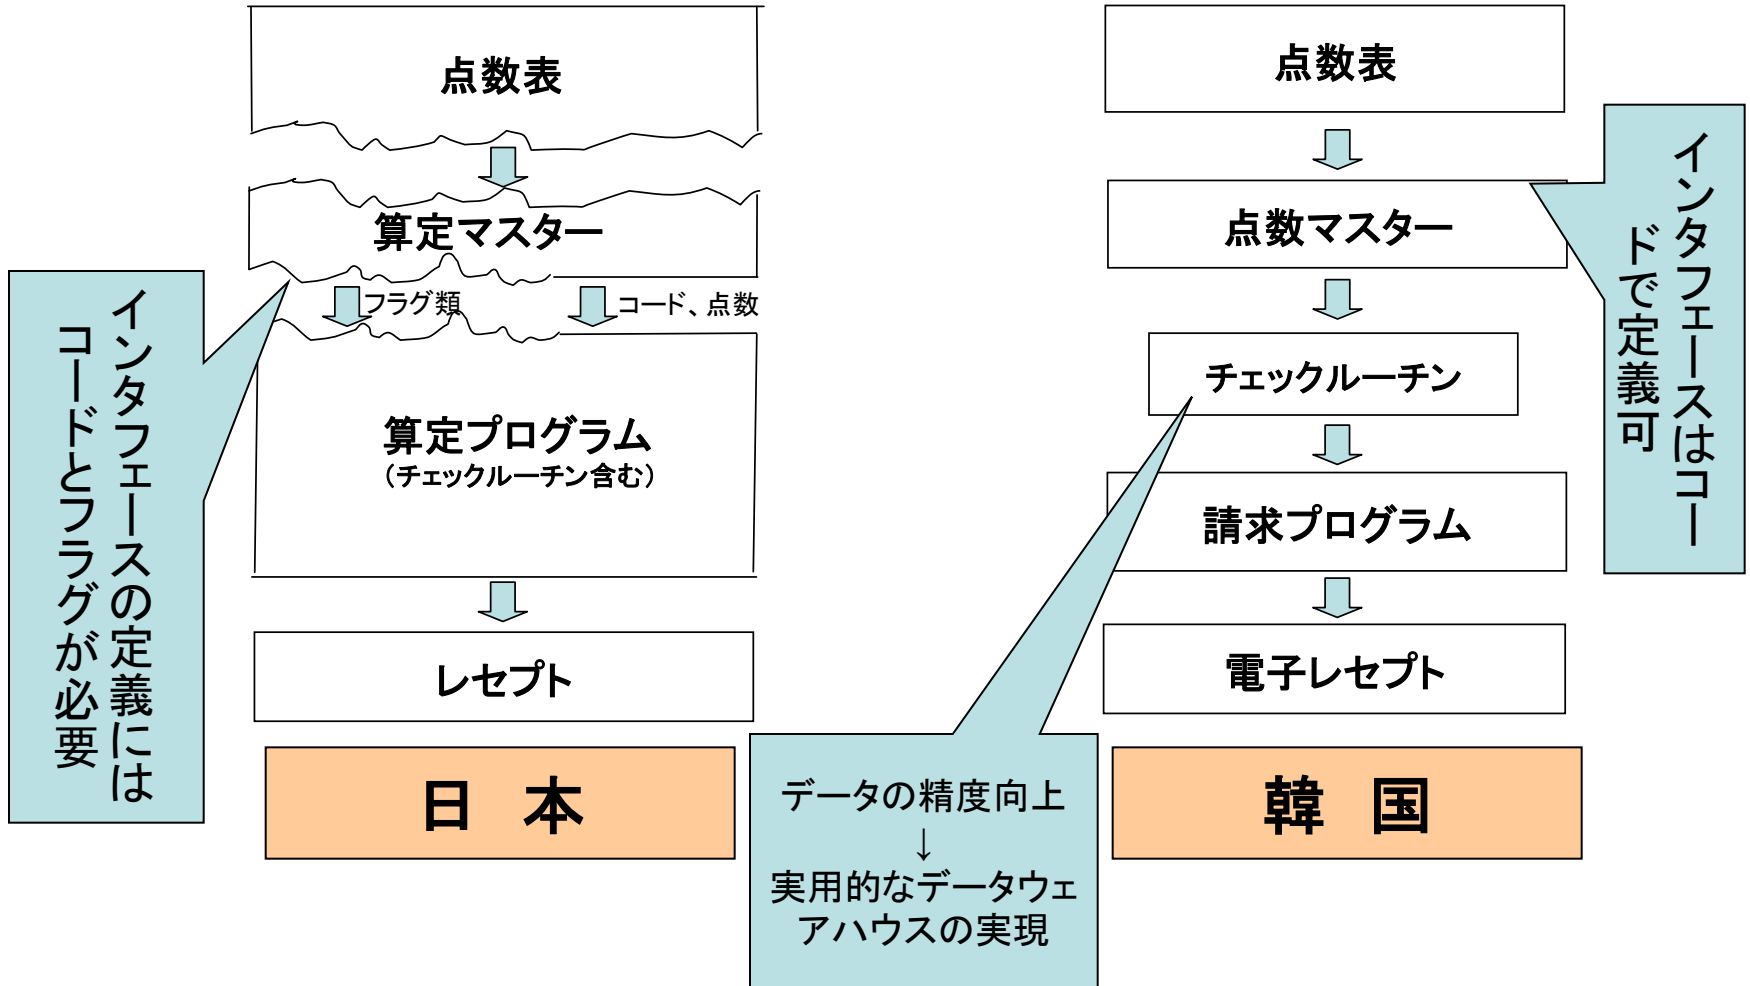 点数表
算定マスター
フラグ類
コード、点数
算定プログラム
（チェックルーチン含む）
レセプト
日　本
インタフェースの定義には
コードとフラグが必要
点数表
点数マスター
チェックルーチン
請求プログラム
電子レセプト
韓　国
インタフェースはコー
ドで定義可
データの精度向上
↓
実用的なデータウェ
アハウスの実現